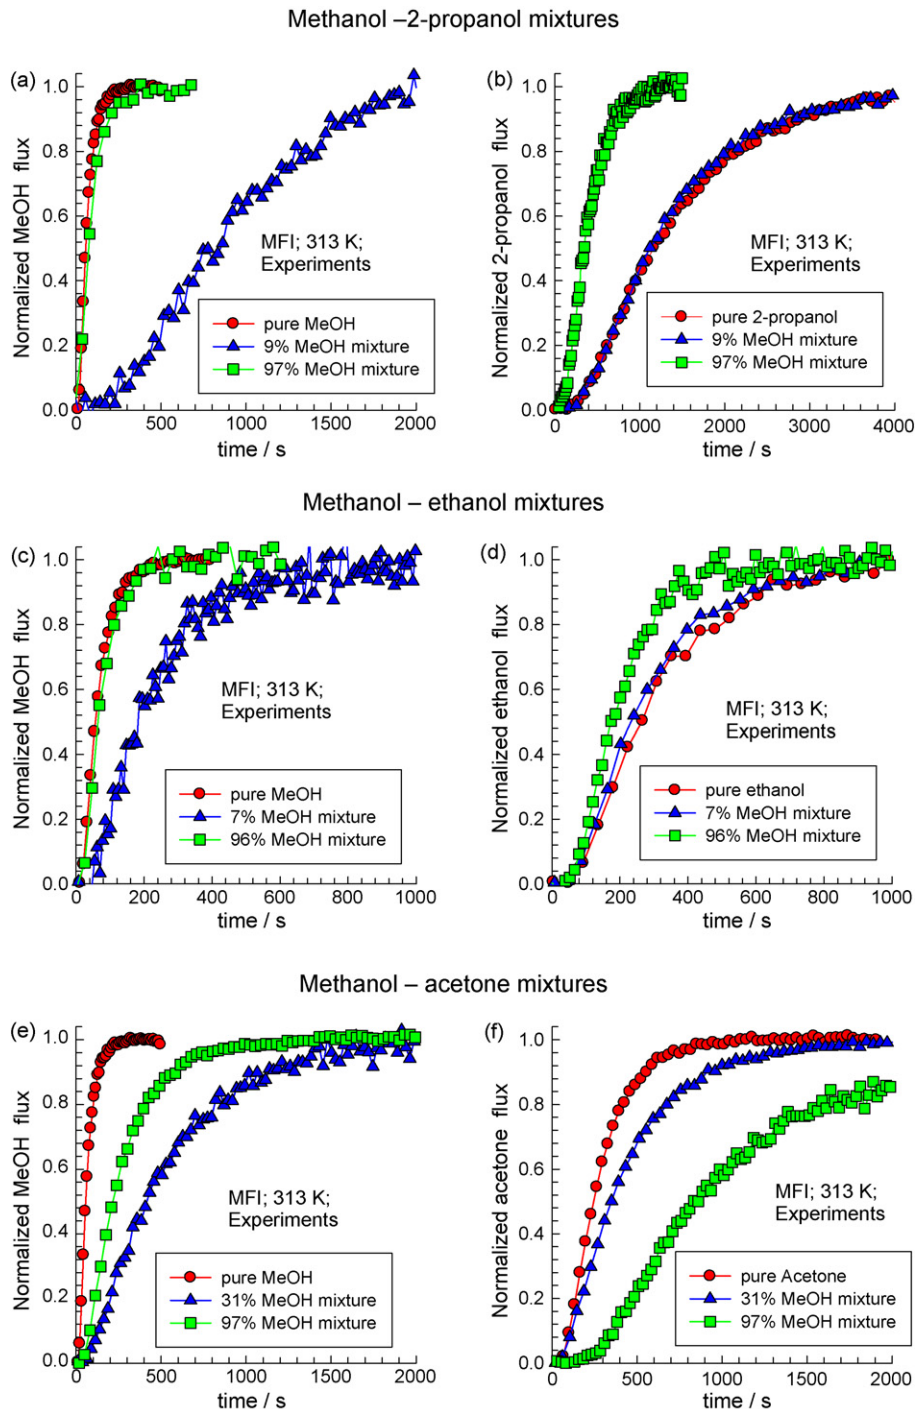 Methanol –2-propanol mixtures
(a)
Normalized MeOH flux
1.0
0.8
0.6
0.4
0.2
0.0
MFI; 313 K;
Experiments
pure MeOH
9% MeOH mixture
97% MeOH mixture
0 500 1000 1500 2000
time / s
(b)
Normalized 2-propanol flux
1.0
0.8
0.6
0.4
0.2
0.0
MFI; 313 K;
Experiments
pure 2-propanol
9% MeOH mixture
97% MeOH mixture
0 1000 2000 3000 4000
time / s
Methanol – ethanol mixtures
(c)
Normalized MeOH flux
1.0
0.8
0.6
0.4
0.2
0.0
MFI; 313 K;
Experiments
pure MeOH
7% MeOH mixture
96% MeOH mixture
0 200 400 600 800 1000
time / s
(d)
Normalized ethanol flux
1.0
0.8
0.6
0.4
0.2
0.0
MFI; 313 K;
Experiments
pure ethanol
7% MeOH mixture
96% MeOH mixture
0 200 400 600 800 1000
time / s
Methanol – acetone mixtures
(e)
Normalized MeOH flux
1.0
0.8
0.6
0.4
0.2
0.0
MFI; 313 K;
Experiments
pure MeOH
31% MeOH mixture
97% MeOH mixture
0 500 1000 1500 2000
time / s
(f)
Normalized acetone flux
1.0
0.8
0.6
0.4
0.2
0.0
MFI; 313 K;
Experiments
pure Acetone
31% MeOH mixture
97% MeOH mixture
0 500 1000 1500 2000
time / s